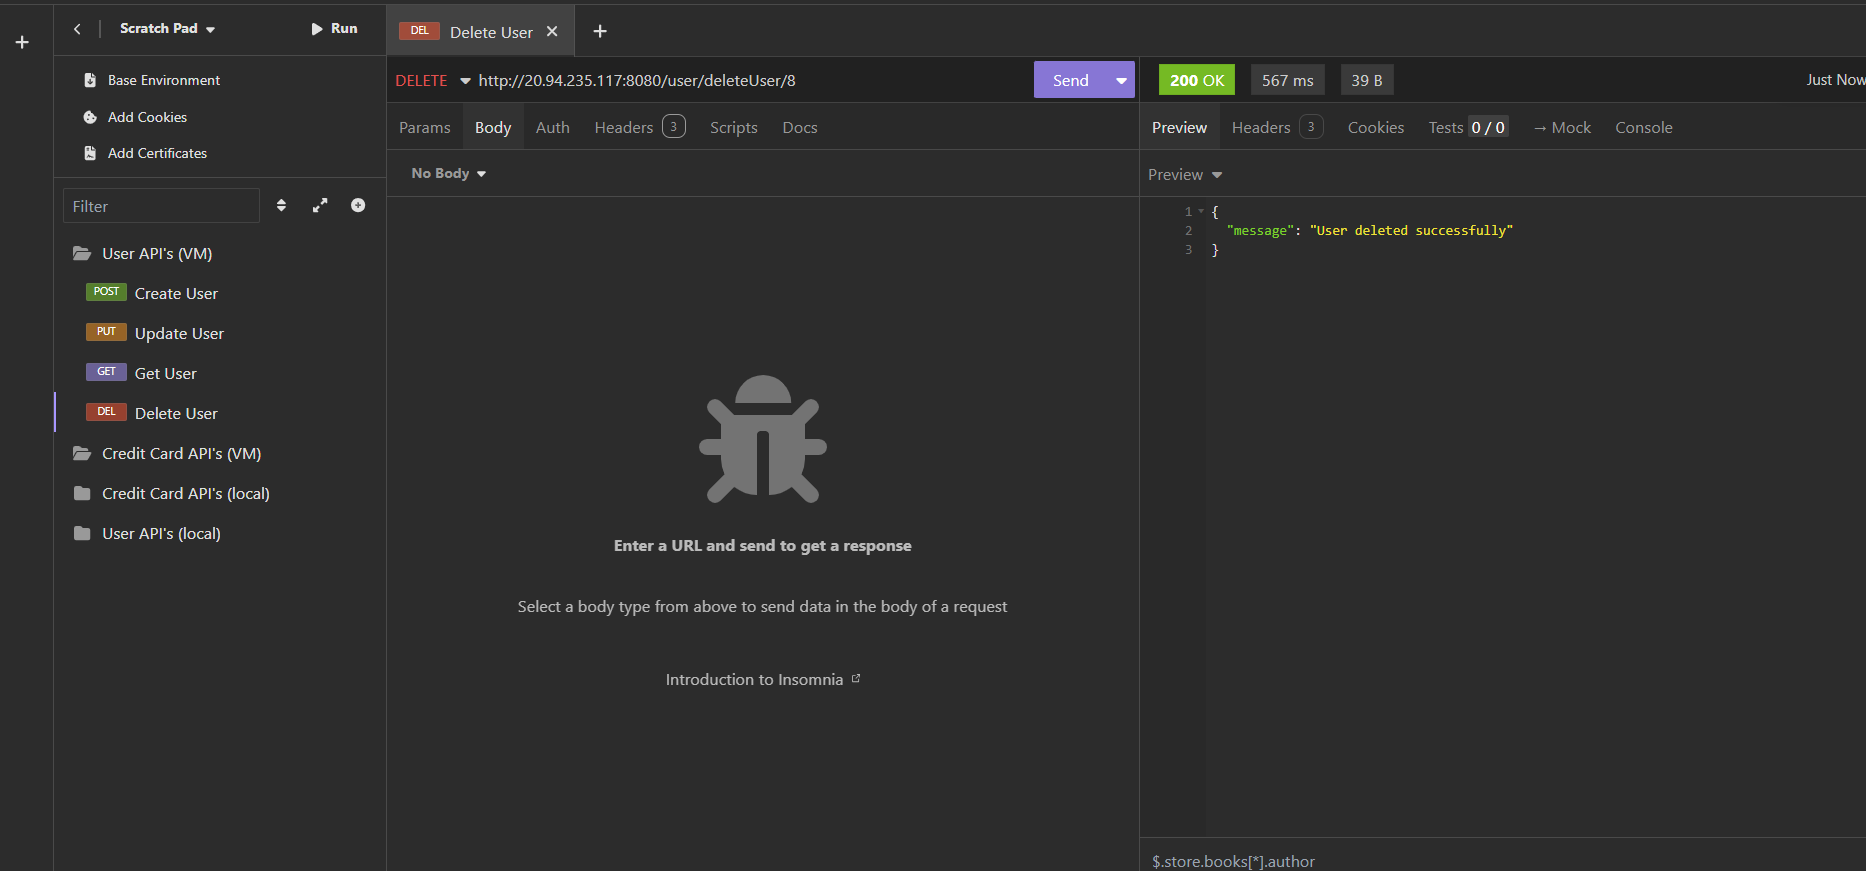 Scratch Pad
Run
Base Environment
Add Cookies
Add Certificates
Filter
User API's (VM)
POST Create User
PUT Update User
GET Get User
DEL Delete User
Credit Card API's (VM)
Credit Card API's (local)
User API's (local)
DEL Delete User
DELETE http://20.94.235.117:8080/user/deleteUser/8 Send
Params Body Auth Headers 3 Scripts Docs
No Body
Enter a URL and send to get a response
Select a body type from above to send data in the body of a request
Introduction to Insomnia
200 OK 567 ms 39 B Just Now
Preview Headers 3 Cookies Tests 0 / 0 → Mock Console
Preview
1 {
2 "message": "User deleted successfully"
3 }
$.store.books[*].author